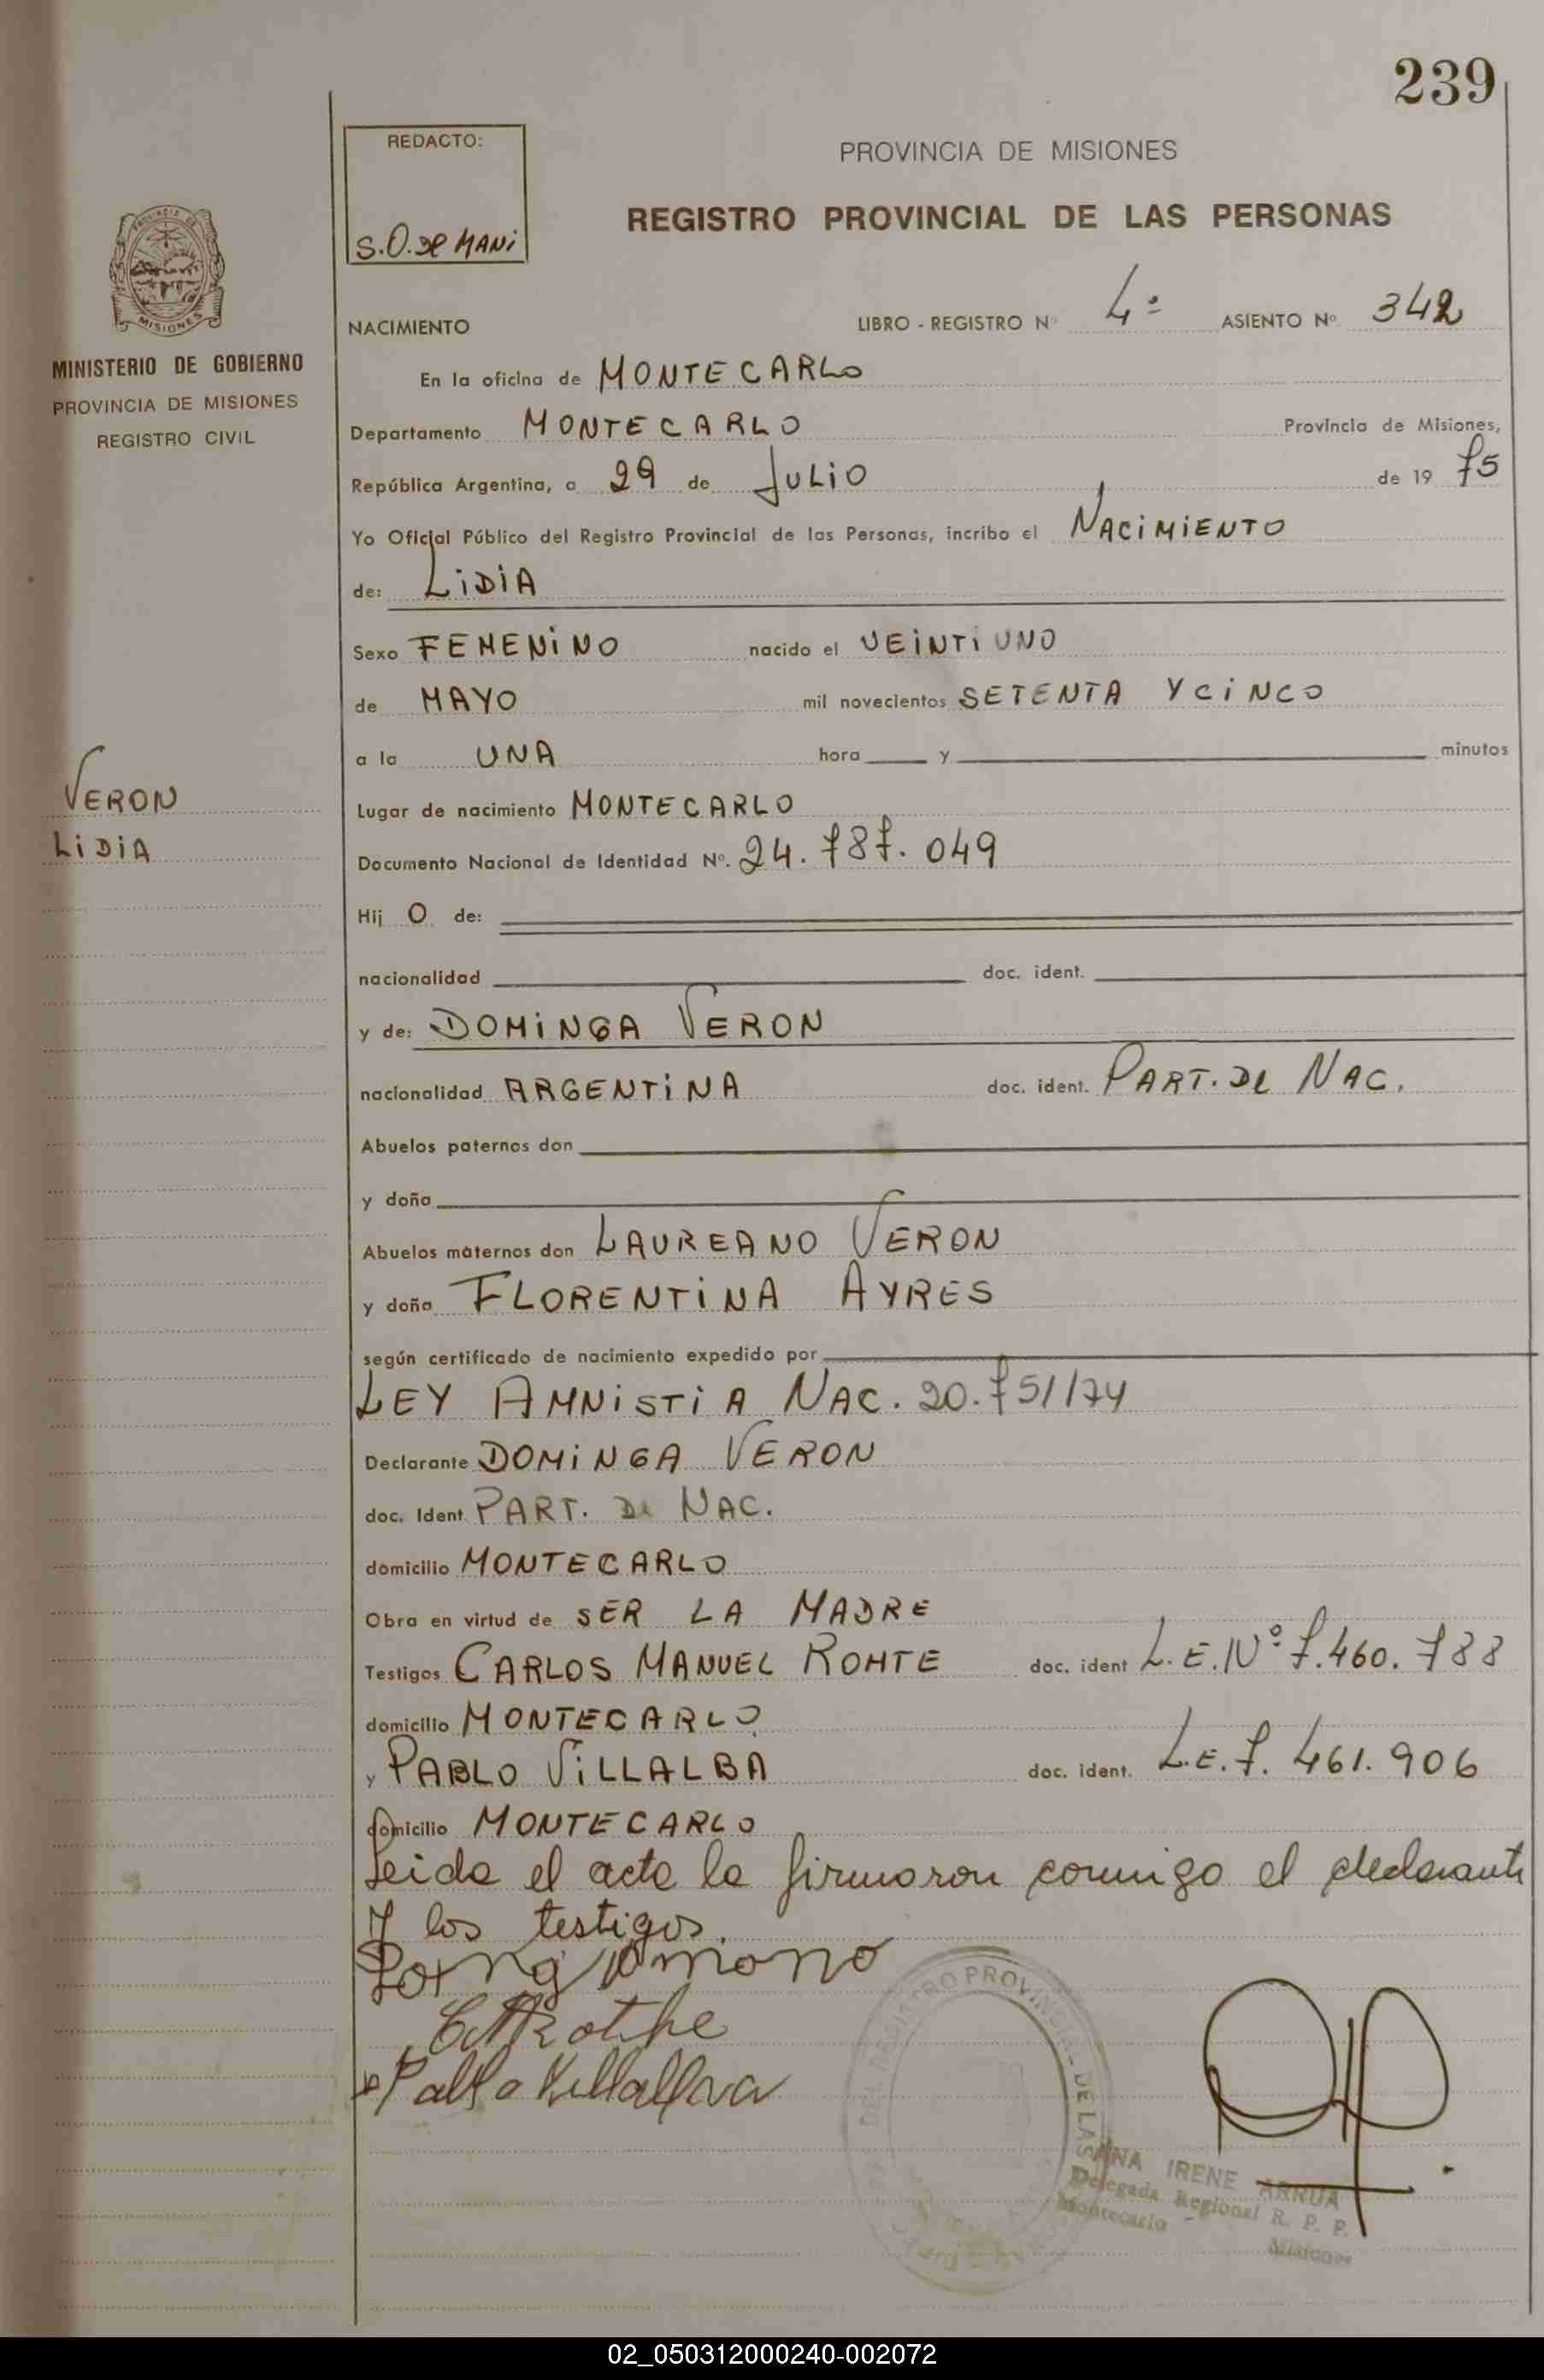 239
REDACTO:
S.O. DE MANI
PROVINCIA DE MISIONES
REGISTRO PROVINCIAL DE LAS PERSONAS
MISIONES
MINISTERIO DE GOBIERNO
PROVINCIA DE MISIONES
REGISTRO CIVIL
NACIMIENTO LIBRO - REGISTRO Nº 4º ASIENTO Nº 342
En la oficina de MONTECARLO
Departamento MONTECARLO Provincia de Misiones,
República Argentina, a 29 de JULIO de 19 75
Yo Oficial Público del Registro Provincial de las Personas, incribo el NACIMIENTO
de: LIDIA
Sexo FEMENINO nacido el VEINTIUNO
de MAYO mil novecientos SETENTA Y CINCO
a la UNA hora y minutos
VERON
LIDIA
Lugar de nacimiento MONTECARLO
Documento Nacional de Identidad Nº. 24.787.049
Hij O de:
nacionalidad doc. ident.
y de: DOMINGA VERON
nacionalidad ARGENTINA doc. ident. PART. DE NAC.
Abuelos paternos don
y doña
Abuelos maternos don LAUREANO VERON
y doña FLORENTINA AYRES
según certificado de nacimiento expedido por
LEY AMNISTIA NAC. 20.751/74
Declarante DOMINGA VERON
doc. Ident PART. DE NAC.
domicilio MONTECARLO
Obra en virtud de SER LA MADRE
Testigos CARLOS MANUEL ROHTE doc. ident L.E.Nº 7.460.788
domicilio MONTECARLO
y PABLO VILLALBA doc. ident. L.E.7.461.906
domicilio MONTECARLO
Leida el acta la firmaron conmigo el declarante
y los testigos.
Pablo Villalva
ANA IRENE ARRUA
Delegada Regional R. P. P.
Montecarlo - Misiones
02_050312000240-002072